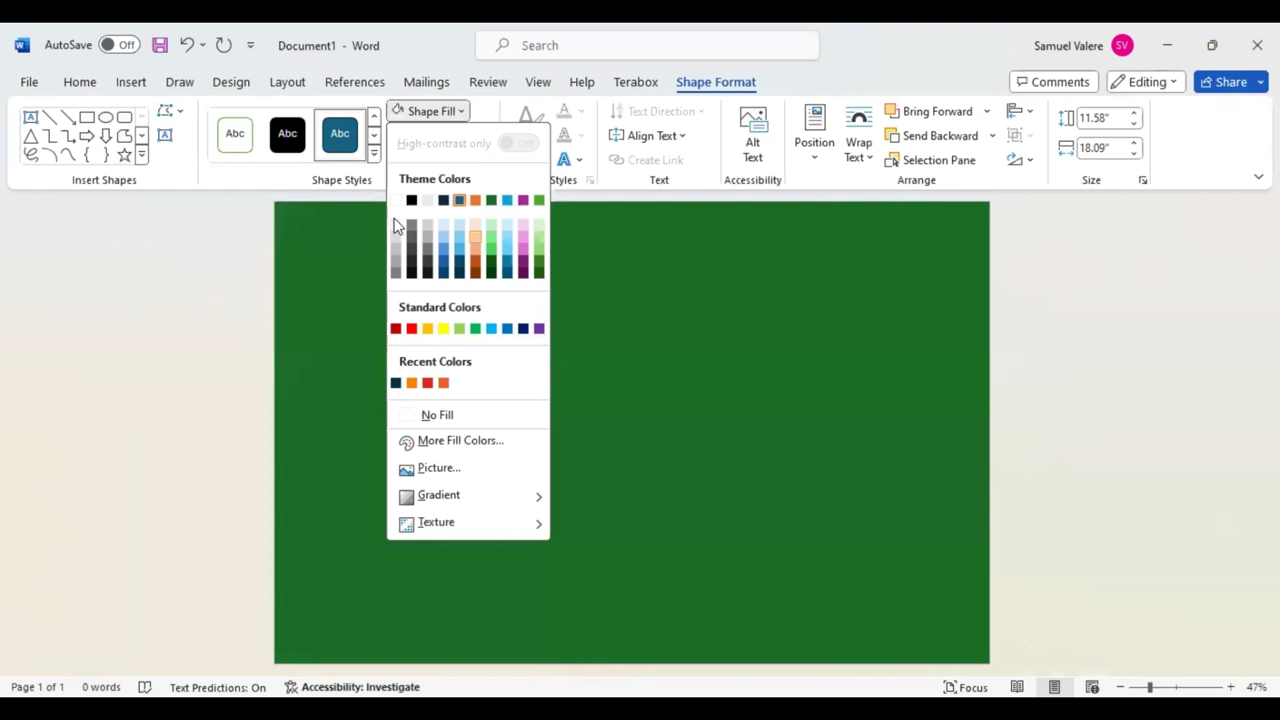 AutoSave Off Document1 - Word Search Samuel Valere SV
File Home Insert Draw Design Layout References Mailings Review View Help Terabox Shape Format Comments Editing Share
Abc Abc Abc Shape Fill Text Direction Align Text Create Link Alt Text Position Wrap Text Bring Forward Send Backward Selection Pane 11.58" 18.09"
Insert Shapes Shape Styles Styles Text Accessibility Arrange Size
High-contrast only Off
Theme Colors
Standard Colors
Recent Colors
No Fill
More Fill Colors...
Picture...
Gradient
Texture
Page 1 of 1 0 words Text Predictions: On Accessibility: Investigate Focus 47%